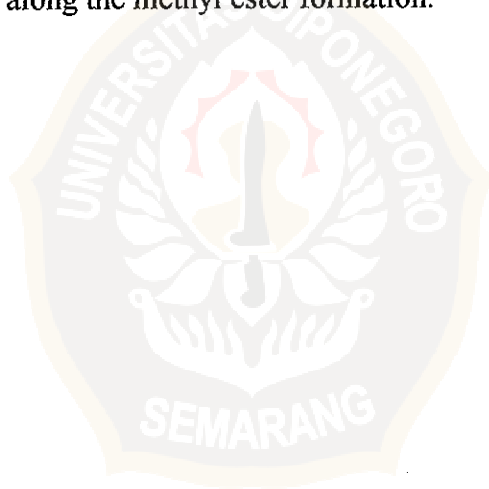 along the methyl ester formation.
UNIVERSITAS DIPONEGORO
SEMARANG